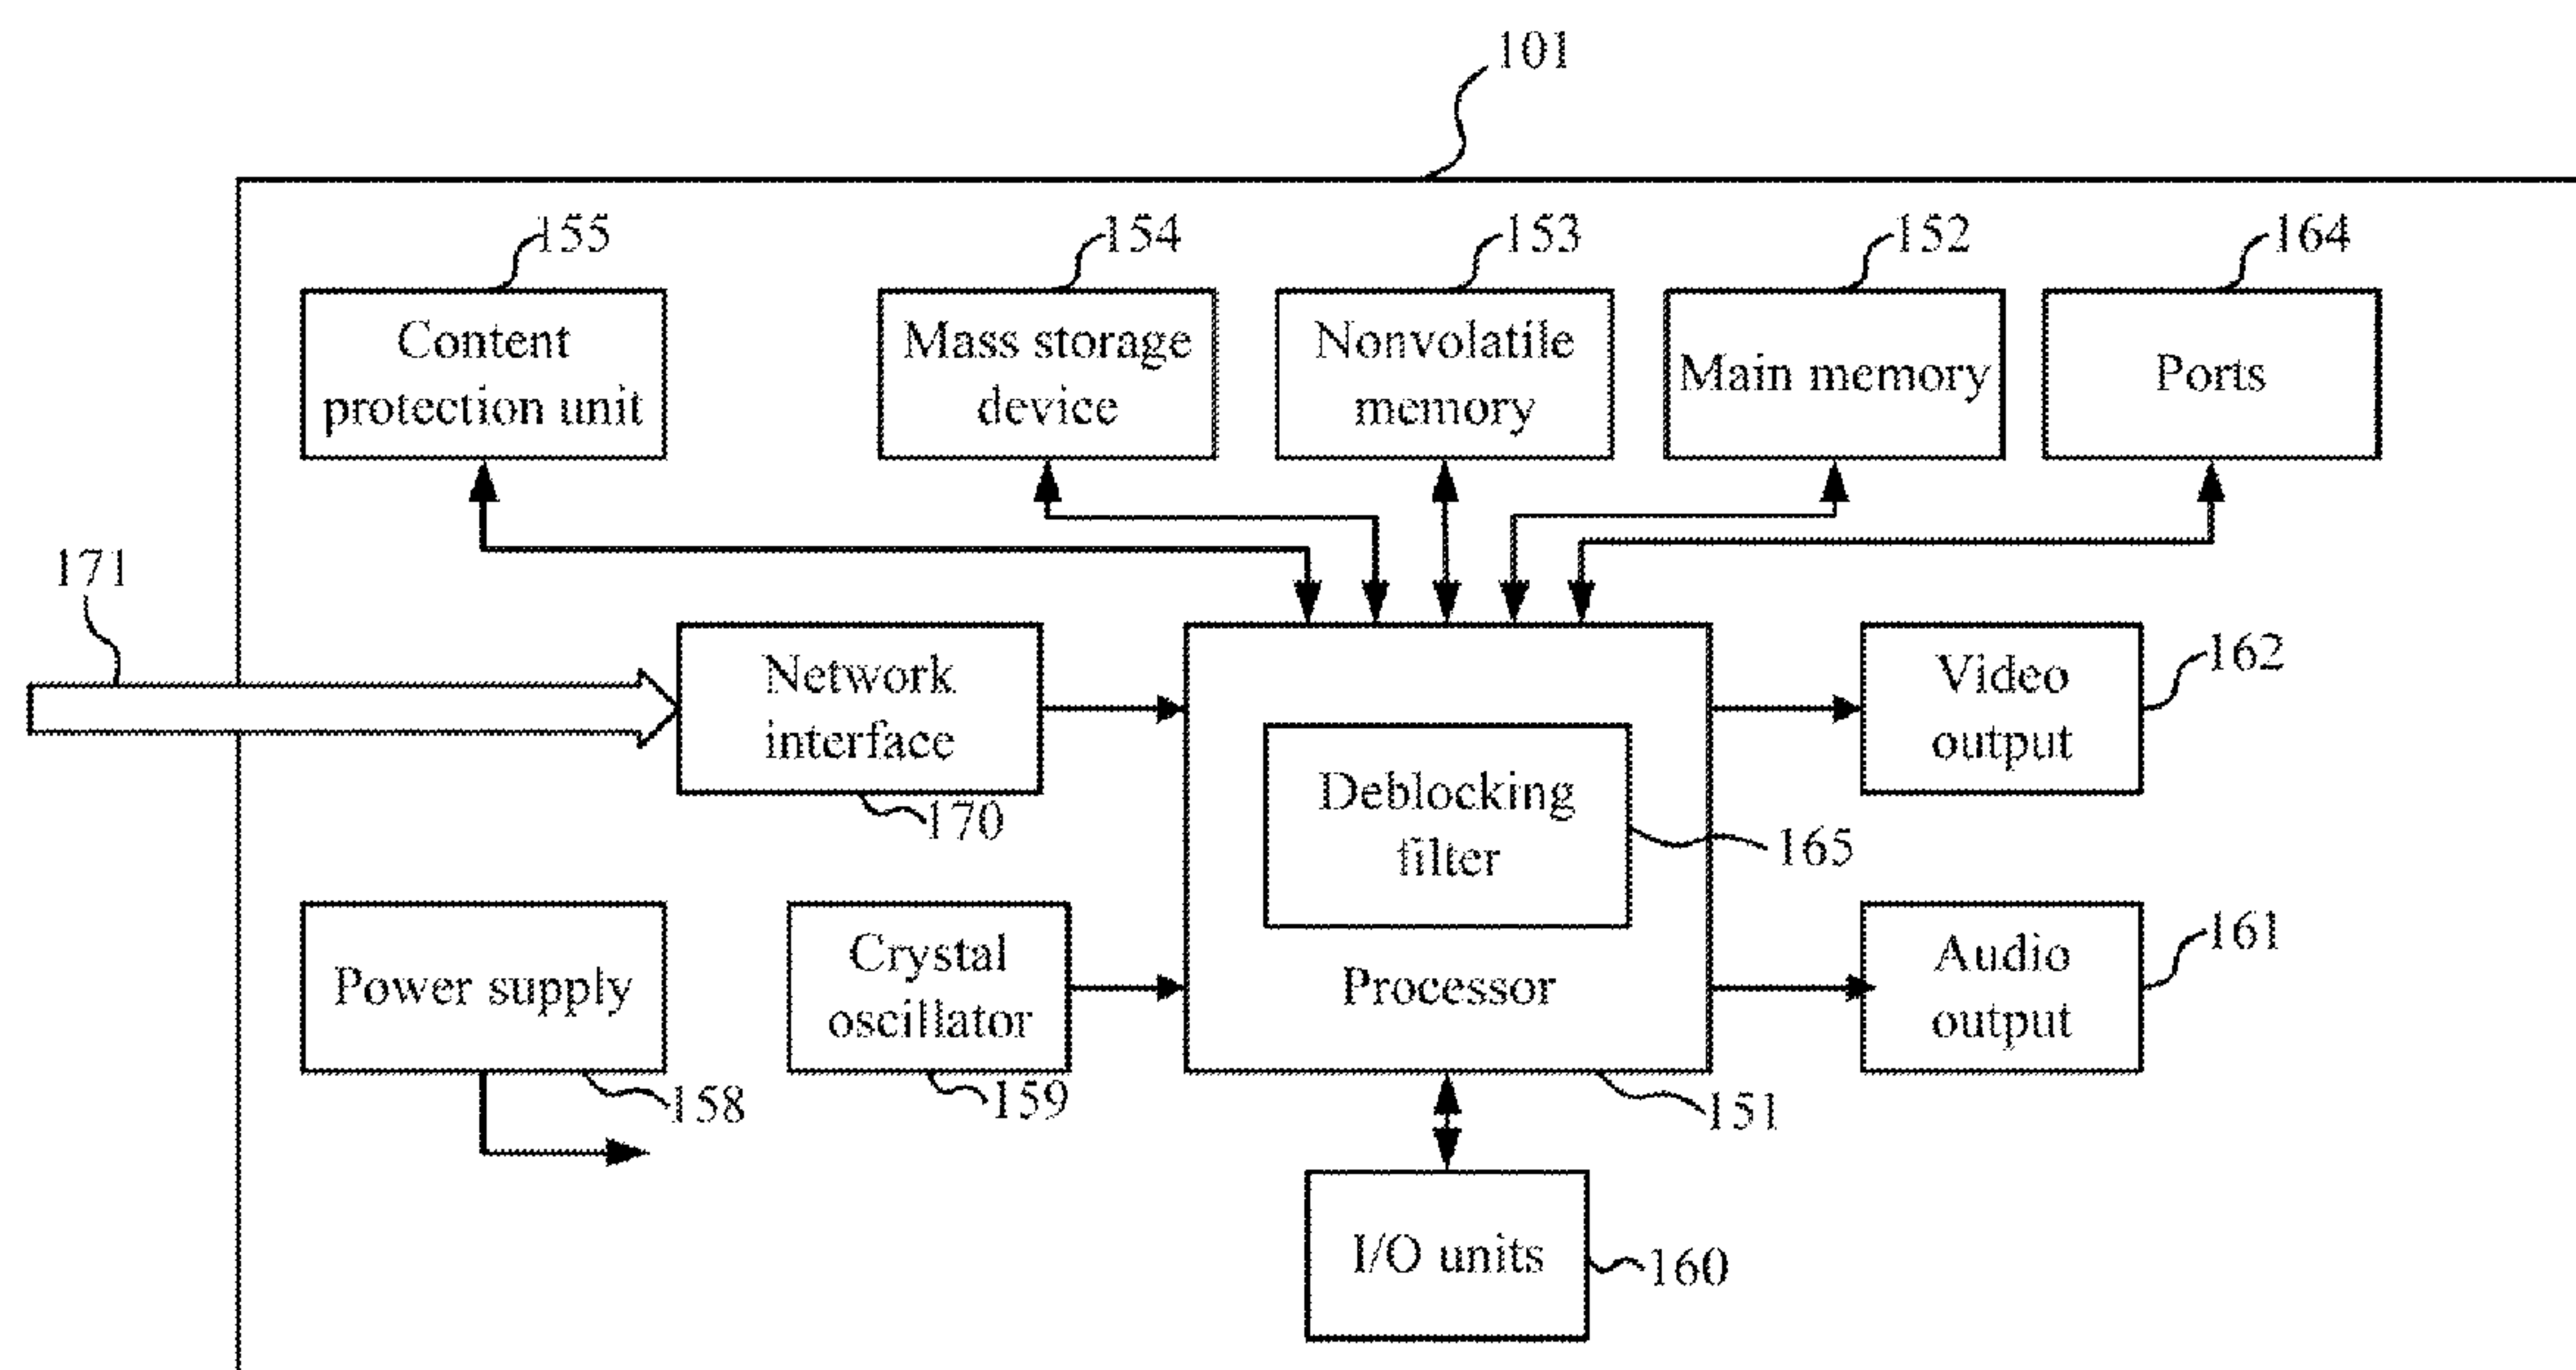 101
155
154
153
152
164
Content
protection unit
Mass storage
device
Nonvolatile
memory
Main memory
Ports
171
Network
interface
170
Deblocking
filter
165
Processor
151
Video
output
162
Power supply
158
Crystal
oscillator
159
Audio
output
161
I/O units
160